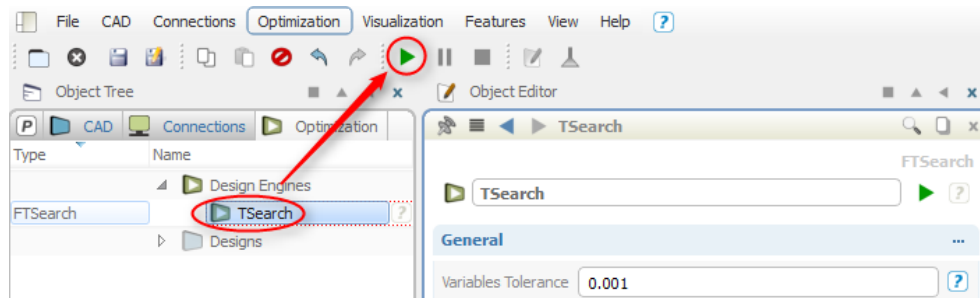 File CAD Connections Optimization Visualization Features View Help ?
Object Tree
Object Editor
P CAD Connections Optimization
TSearch
Type Name
FTSearch
Design Engines
TSearch
FTSearch TSearch ?
?
Designs
General ...
Variables Tolerance 0.001 ?